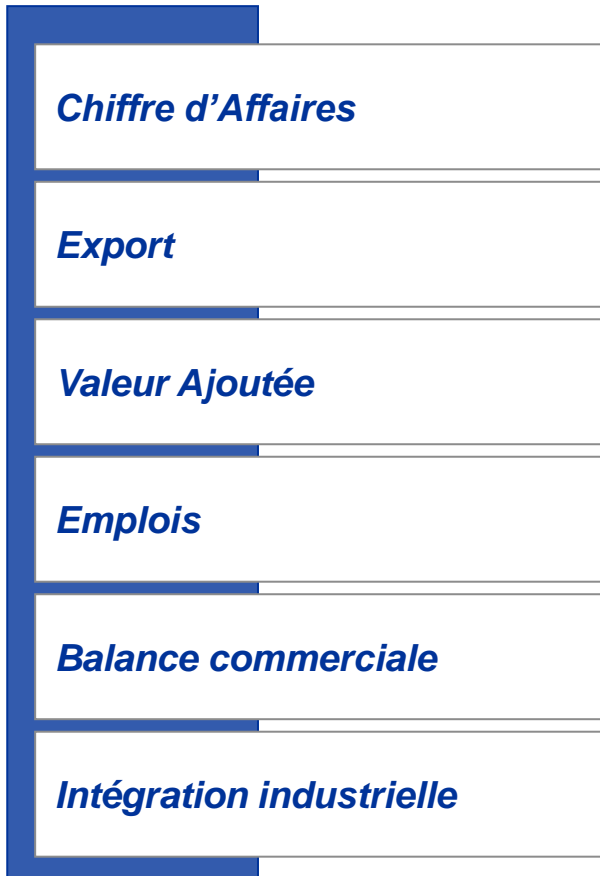 Chiffre d’Affaires
Export
Valeur Ajoutée
Emplois
Balance commerciale
Intégration industrielle